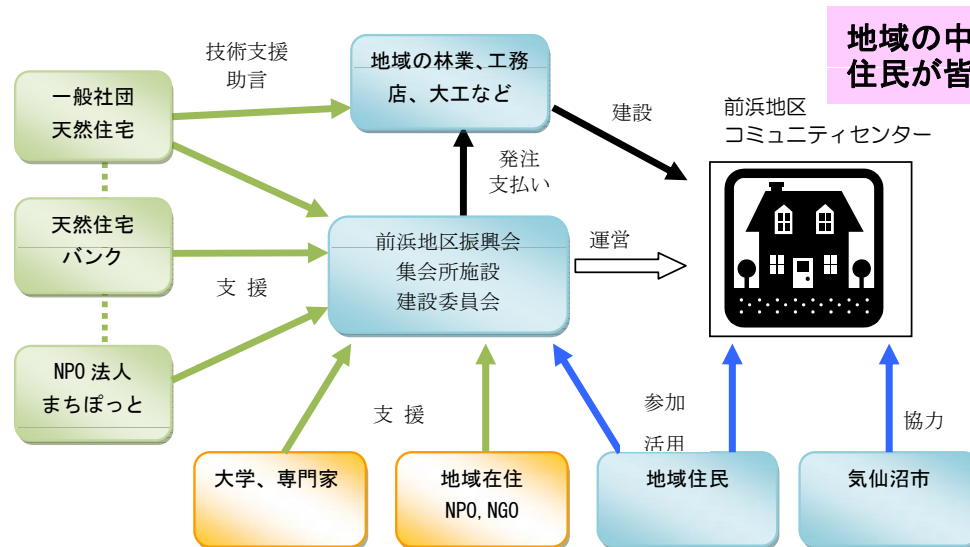 地域の中
住民が皆
技術支援
助言
一般社団
天然住宅
地域の林業、工務
店、大工など
建設
前浜地区
コミュニティセンター
発注
支払い
天然住宅
バンク
支 援
前浜地区振興会
集会所施設
建設委員会
運営
NPO 法人
まちぽっと
支 援
参加
活用
協力
大学、専門家
地域在住
NPO, NGO
地域住民
気仙沼市